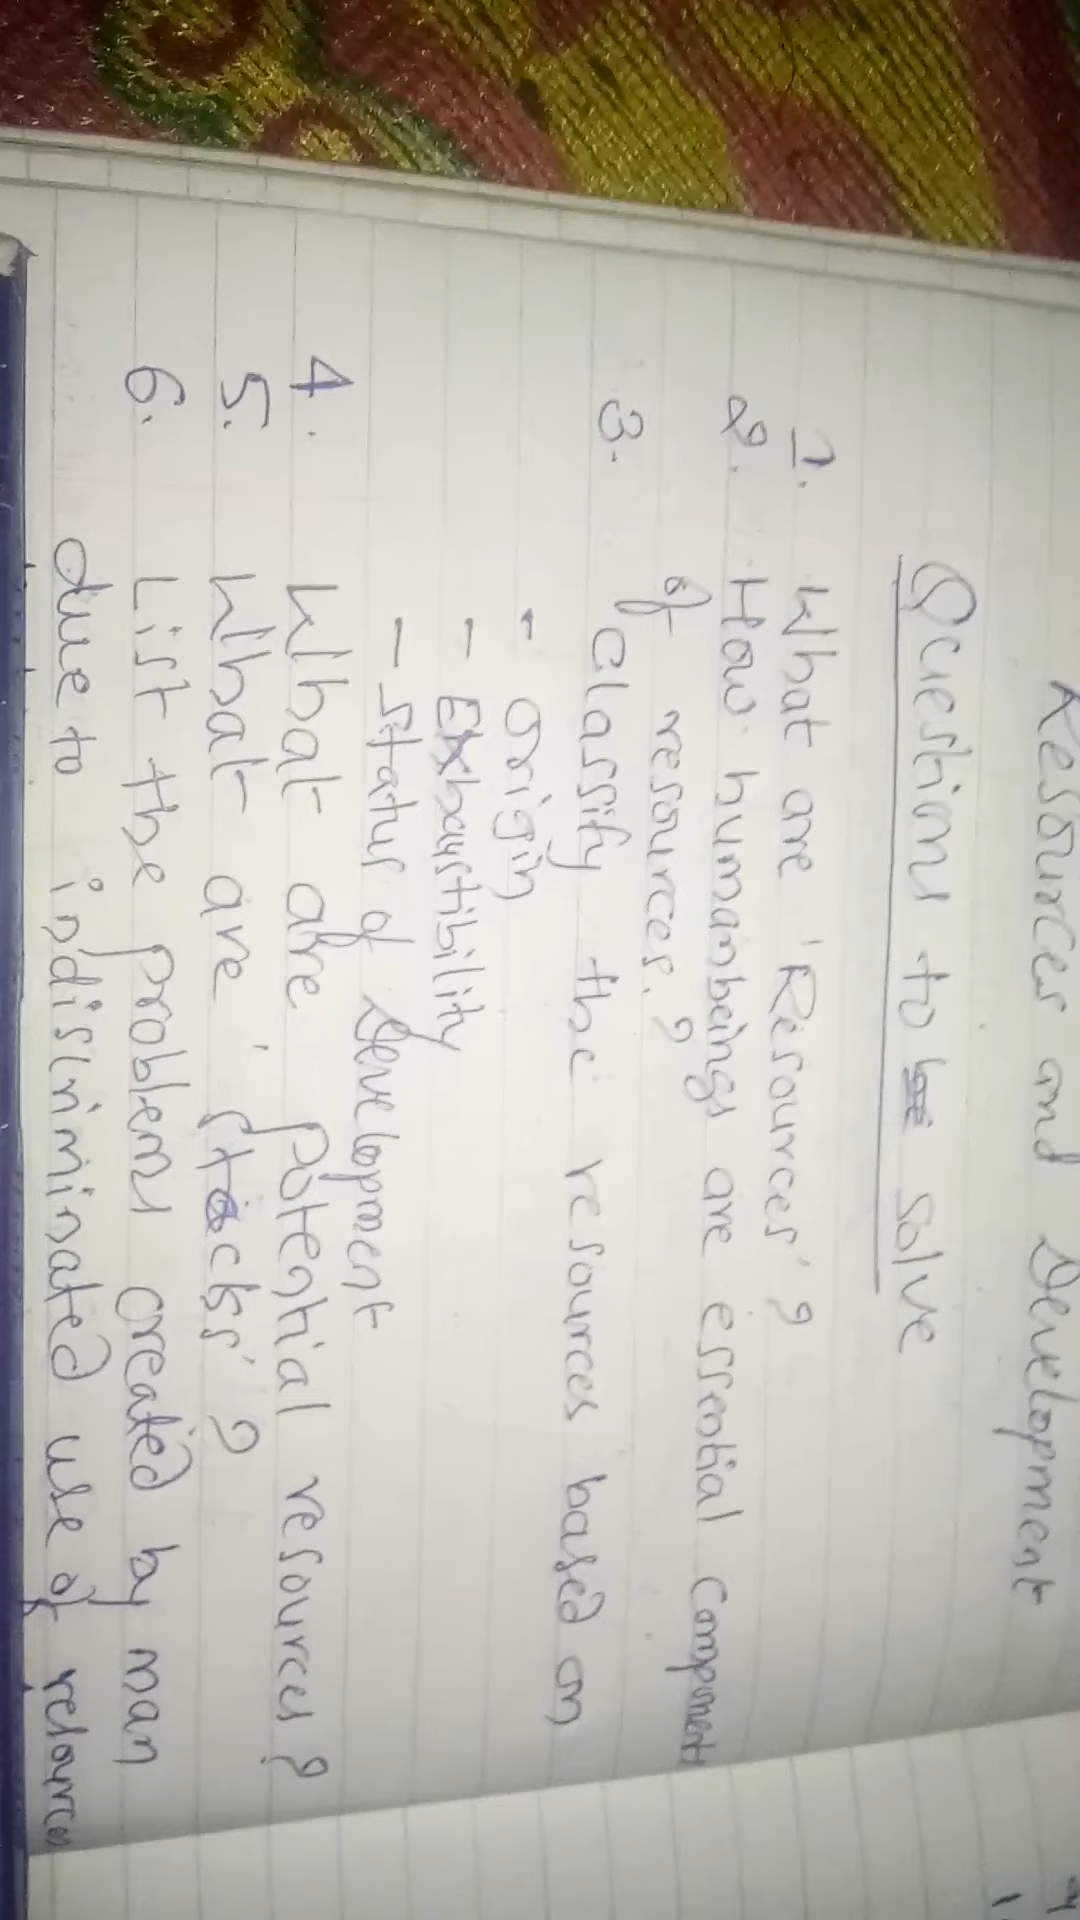 Resources and Development
Questions to solve
1. What are 'Resources'?
2. How humanbeings are essential component
of resources.?
3. Classify the resources based on
- Origin
- Exhaustibility
- Status of Development
4. What are Potential resources?
5. What are 'Stocks'?
6. List the problems created by man
due to indiscriminated use of resources